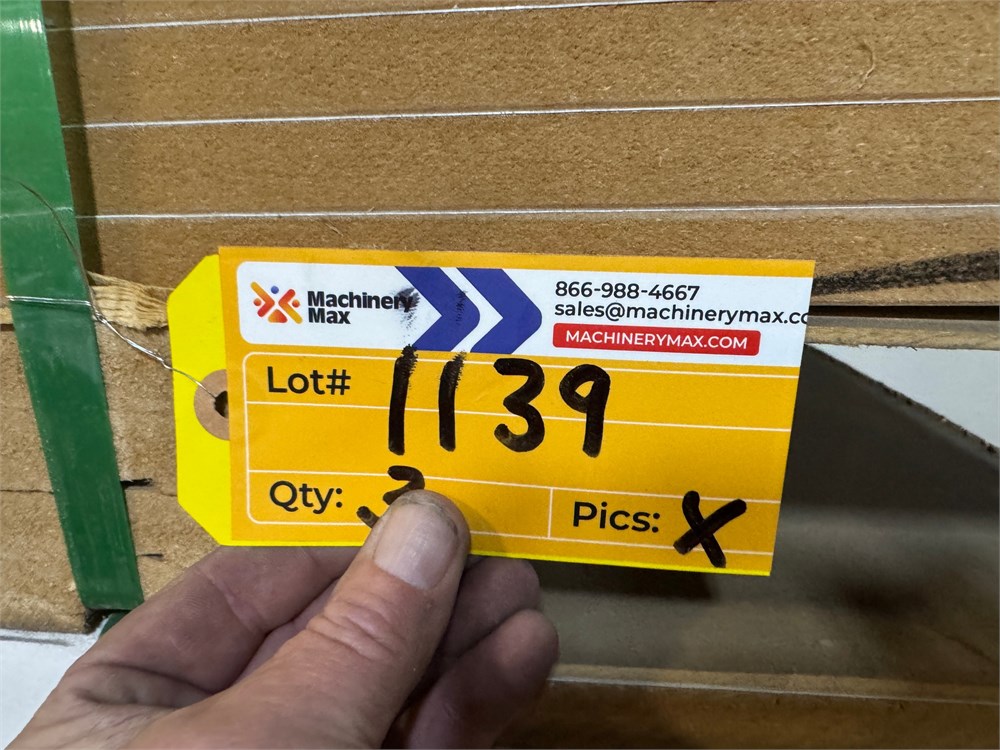 Machinery
Max
866-988-4667
sales@machinerymax.co
MACHINERYMAX.COM
Lot# 1139
Qty:
Pics: X